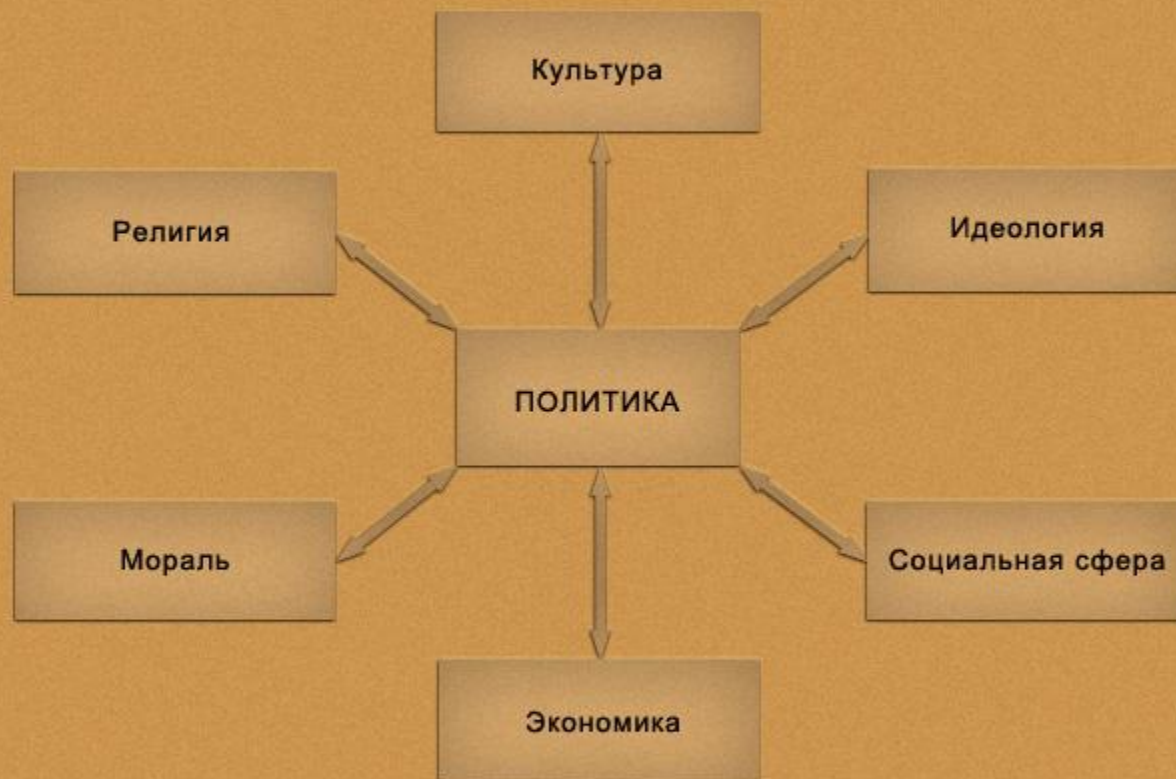 Культура
Религия
Идеология
ПОЛИТИКА
Мораль
Социальная сфера
Экономика